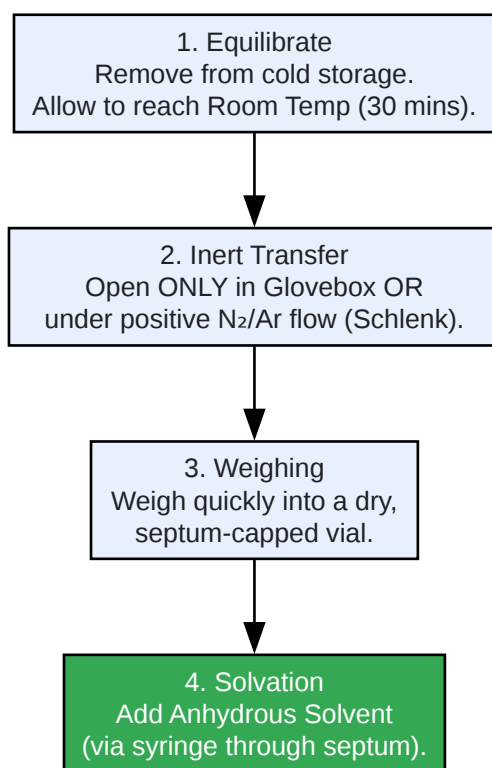 1. Equilibrate
Remove from cold storage.
Allow to reach Room Temp (30 mins).
2. Inert Transfer
Open ONLY in Glovebox OR
under positive N₂/Ar flow (Schlenk).
3. Weighing
Weigh quickly into a dry,
septum-capped vial.
4. Solvation
Add Anhydrous Solvent
(via syringe through septum).